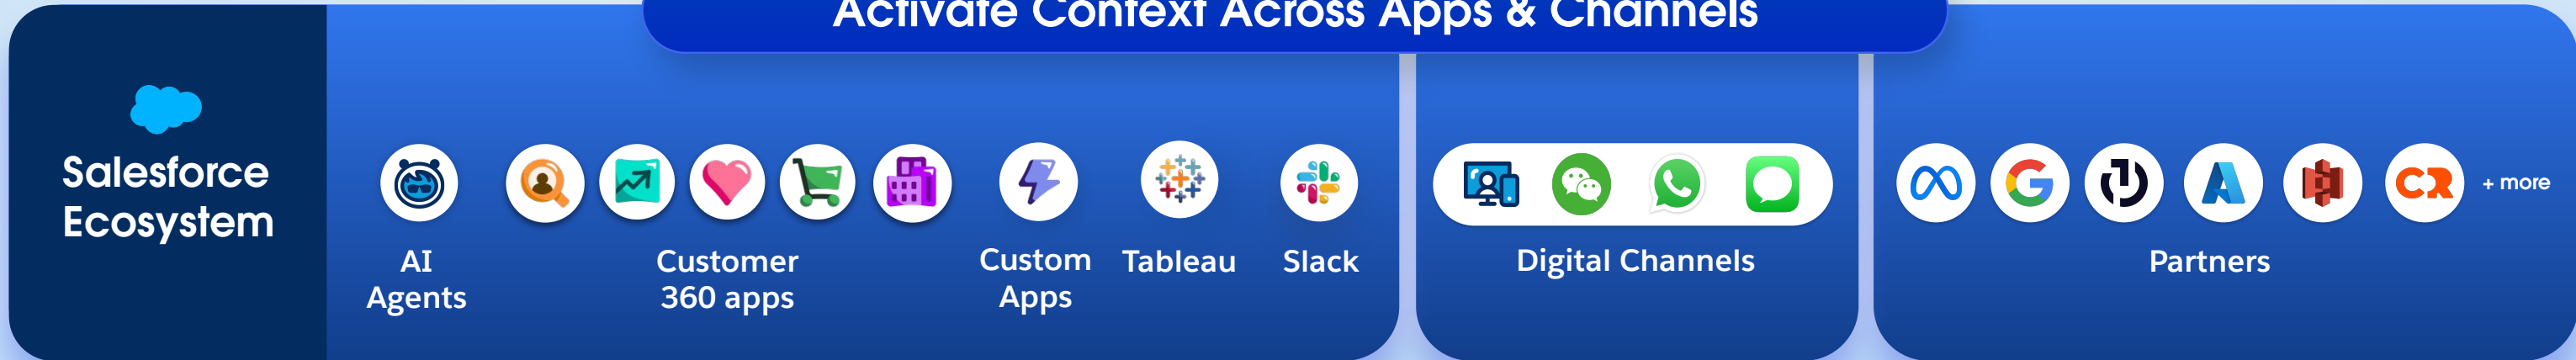 Activate Context Across Apps & Channels
Salesforce
Ecosystem
AI
Agents
Customer
360 apps
Custom
Apps
Tableau
Slack
Digital Channels
CR
+ more
Partners